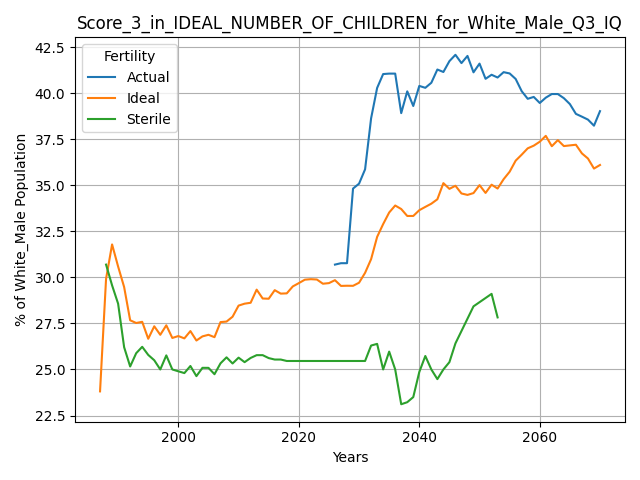 Score_3_in_IDEAL_NUMBER_OF_CHILDREN_for_White_Male_Q3_IQ
Fertility
Actual
Ideal
Sterile
% of White_Male Population
42.5
40.0
37.5
35.0
32.5
30.0
27.5
25.0
22.5
2000
2020
2040
2060
Years